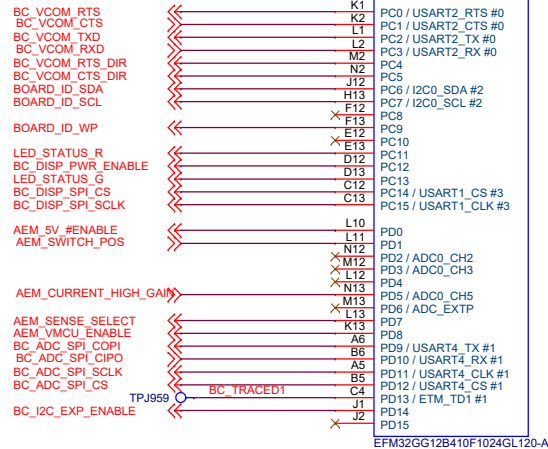 BC_VCOM_RTS K1 PC0 / USART2_RTS #0
BC_VCOM_CTS K2 PC1 / USART2_CTS #0
BC_VCOM_TXD L1 PC2 / USART2_TX #0
BC_VCOM_RXD L2 PC3 / USART2_RX #0
BC_VCOM_RTS_DIR M2 PC4
BC_VCOM_CTS_DIR N2 PC5
BOARD_ID_SDA J12 PC6 / I2C0_SDA #2
BOARD_ID_SCL H13 PC7 / I2C0_SCL #2
F12 PC8
BOARD_ID_WP F13 PC9
E12 PC10
LED_STATUS_R E13 PC11
BC_DISP_PWR_ENABLE D12 PC12
LED_STATUS_G D13 PC13
BC_DISP_SPI_CS C12 PC14 / USART1_CS #3
BC_DISP_SPI_SCLK C13 PC15 / USART1_CLK #3
AEM_5V_#ENABLE L10 PD0
AEM_SWITCH_POS L11 PD1
N12 PD2 / ADC0_CH2
M12 PD3 / ADC0_CH3
L12 PD4
AEM_CURRENT_HIGH_GAIN N13 PD5 / ADC0_CH5
M13 PD6 / ADC_EXTP
AEM_SENSE_SELECT L13 PD7
AEM_VMCU_ENABLE K13 PD8
BC_ADC_SPI_COPI A6 PD9 / USART4_TX #1
BC_ADC_SPI_CIPO B6 PD10 / USART4_RX #1
BC_ADC_SPI_SCLK A5 PD11 / USART4_CLK #1
BC_ADC_SPI_CS B5 PD12 / USART4_CS #1
TPJ959 BC_TRACED1 C4 PD13 / ETM_TD1 #1
BC_I2C_EXP_ENABLE J1 PD14
J2 PD15
EFM32GG12B410F1024GL120-A